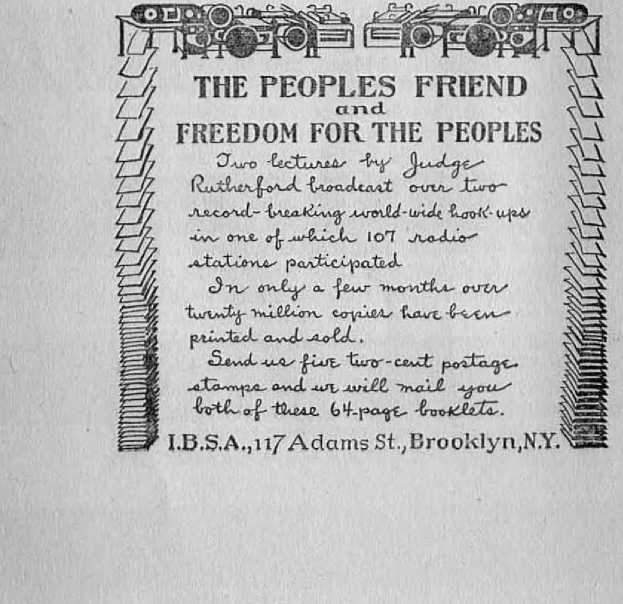 THE PEOPLES FRIEND
and
FREEDOM FOR THE PEOPLES
Two lectures by Judge
Rutherford broadcast over two
record-breaking world-wide hook-ups
in one of which 107 radio
stations participated
In only a few months over
twenty million copies have been
printed and sold.
Send us five two-cent postage
stamps and we will mail you
both of these 64-page booklets.
I.B.S.A., 117 Adams St., Brooklyn, N.Y.